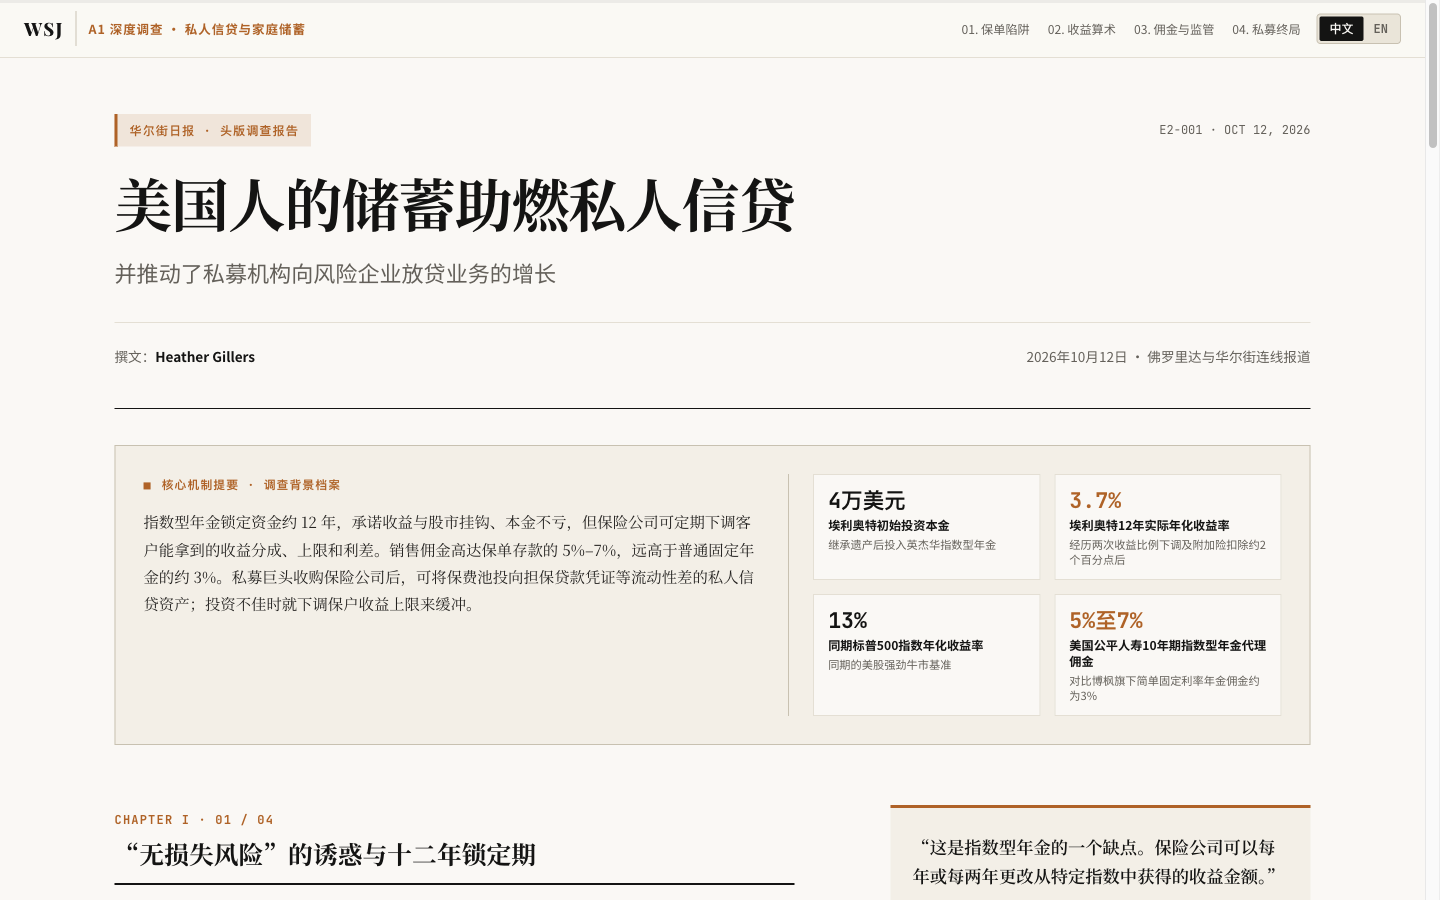 WSJ
A1 深度调查 · 私人信贷与家庭储蓄
01. 保单陷阱
02. 收益算术
03. 佣金与监管
04. 私募终局
中文
EN
华尔街日报 · 头版调查报告
E2-001 · OCT 12, 2026
美国人的储蓄助燃私人信贷
并推动了私募机构向风险企业放贷业务的增长
撰文：Heather Gillers
2026年10月12日 · 佛罗里达与华尔街连线报道
■ 核心机制提要 · 调查背景档案
指数型年金锁定资金约 12 年，承诺收益与股市挂钩、本金不亏，但保险公司可定期下调客
户能拿到的收益分成、上限和利差。销售佣金高达保单存款的 5%–7%，远高于普通固定年
金的约 3%。私募巨头收购保险公司后，可将保费池投向担保贷款凭证等流动性差的私人信
贷资产；投资不佳时就下调保户收益上限来缓冲。
4万美元
埃利奥特初始投资本金
继承遗产后投入英杰华指数型年金
3.7%
埃利奥特12年实际年化收益率
经历两次收益比例下调及附加险扣除约2
个百分点后
13%
同期标普500指数年化收益率
同期的美股强劲牛市基准
5%至7%
美国公平人寿10年期指数型年金代理
佣金
对比博枫旗下简单固定利率年金佣金约
为3%
CHAPTER I · 01 / 04
“无损失风险”的诱惑与十二年锁定期
“这是指数型年金的一个缺点。保险公司可以每
年或每两年更改从特定指数中获得的收益金额。”